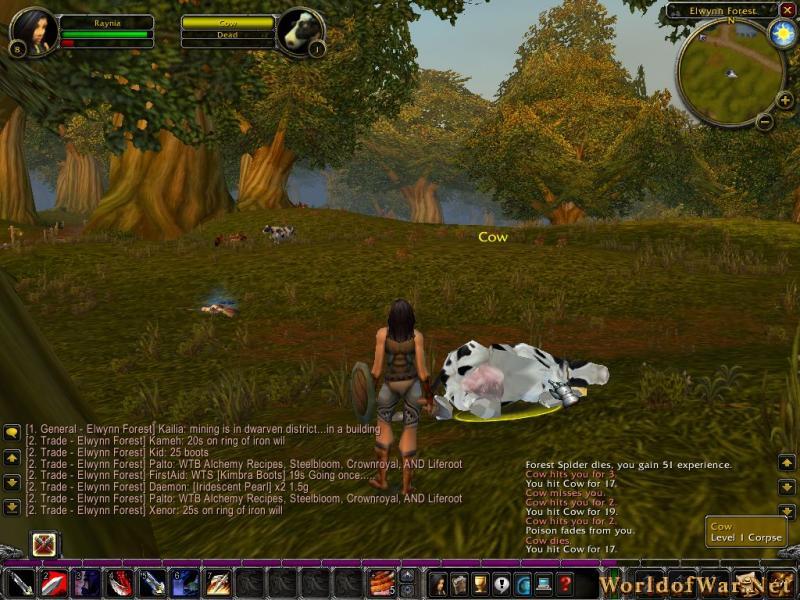 Raynia
8
Cow
Dead
1
Elwynn Forest
N
Cow
[1. General - Elwynn Forest] Kailia: mining is in dwarven district...in a building
[2. Trade - Elwynn Forest] Kameh: 20s on ring of iron wil
[2. Trade - Elwynn Forest] Kid: 25 boots
[2. Trade - Elwynn Forest] Palto: WTB Alchemy Recipes, Steelbloom, Crownroyal, AND Liferoot
[2. Trade - Elwynn Forest] FirstAid: WTS [Kimbra Boots] 19s Going once.....
[2. Trade - Elwynn Forest] Daemon: [Iridescent Pearl] x2 1.5g
[2. Trade - Elwynn Forest] Palto: WTB Alchemy Recipes, Steelbloom, Crownroyal, AND Liferoot
[2. Trade - Elwynn Forest] Xenor: 25s on ring of iron will
Forest Spider dies, you gain 51 experience.
Cow hits you for 3.
You hit Cow for 17.
Cow misses you.
You hit Cow for 19.
Cow hits you for 2.
Poison fades from you.
Cow dies.
You hit Cow for 17.
Cow
Level 1 Corpse
2
6
5
WorldofWar.Net